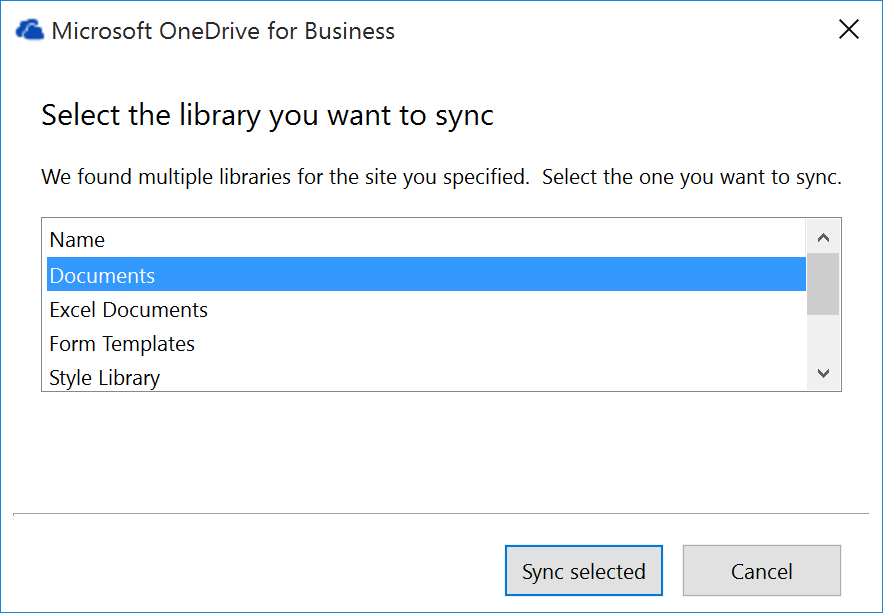 Microsoft OneDrive for Business
Select the library you want to sync
We found multiple libraries for the site you specified.  Select the one you want to sync.
Name
Documents
Excel Documents
Form Templates
Style Library
Sync selected
Cancel